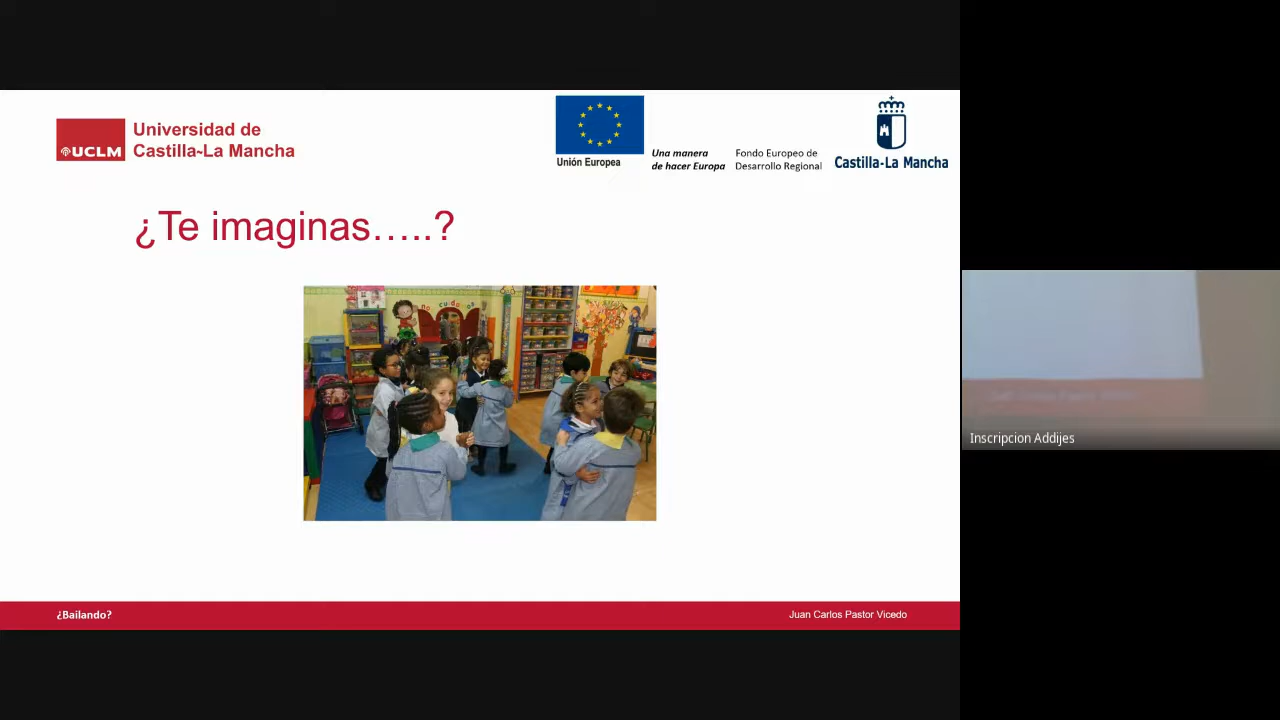 UCLM
Universidad de
Castilla~La Mancha
Unión Europea
Una manera
de hacer Europa
Fondo Europeo de
Desarrollo Regional
Castilla-La Mancha
¿Te imaginas.....?
Inscripcion Addijes
¿Bailando?
Juan Carlos Pastor Vicedo